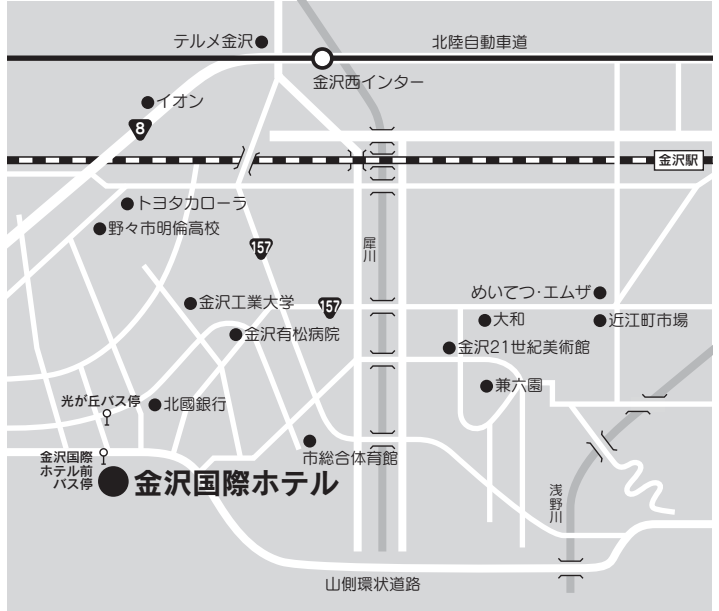 テルメ金沢
北陸自動車道
金沢西インター
イオン
8
金沢駅
トヨタカローラ
野々市明倫高校
157
犀川
めいてつ・エムザ
金沢工業大学
157
大和
近江町市場
金沢有松病院
金沢21世紀美術館
兼六園
光が丘バス停
北國銀行
市総合体育館
金沢国際
ホテル前
バス停
金沢国際ホテル
浅野川
山側環状道路